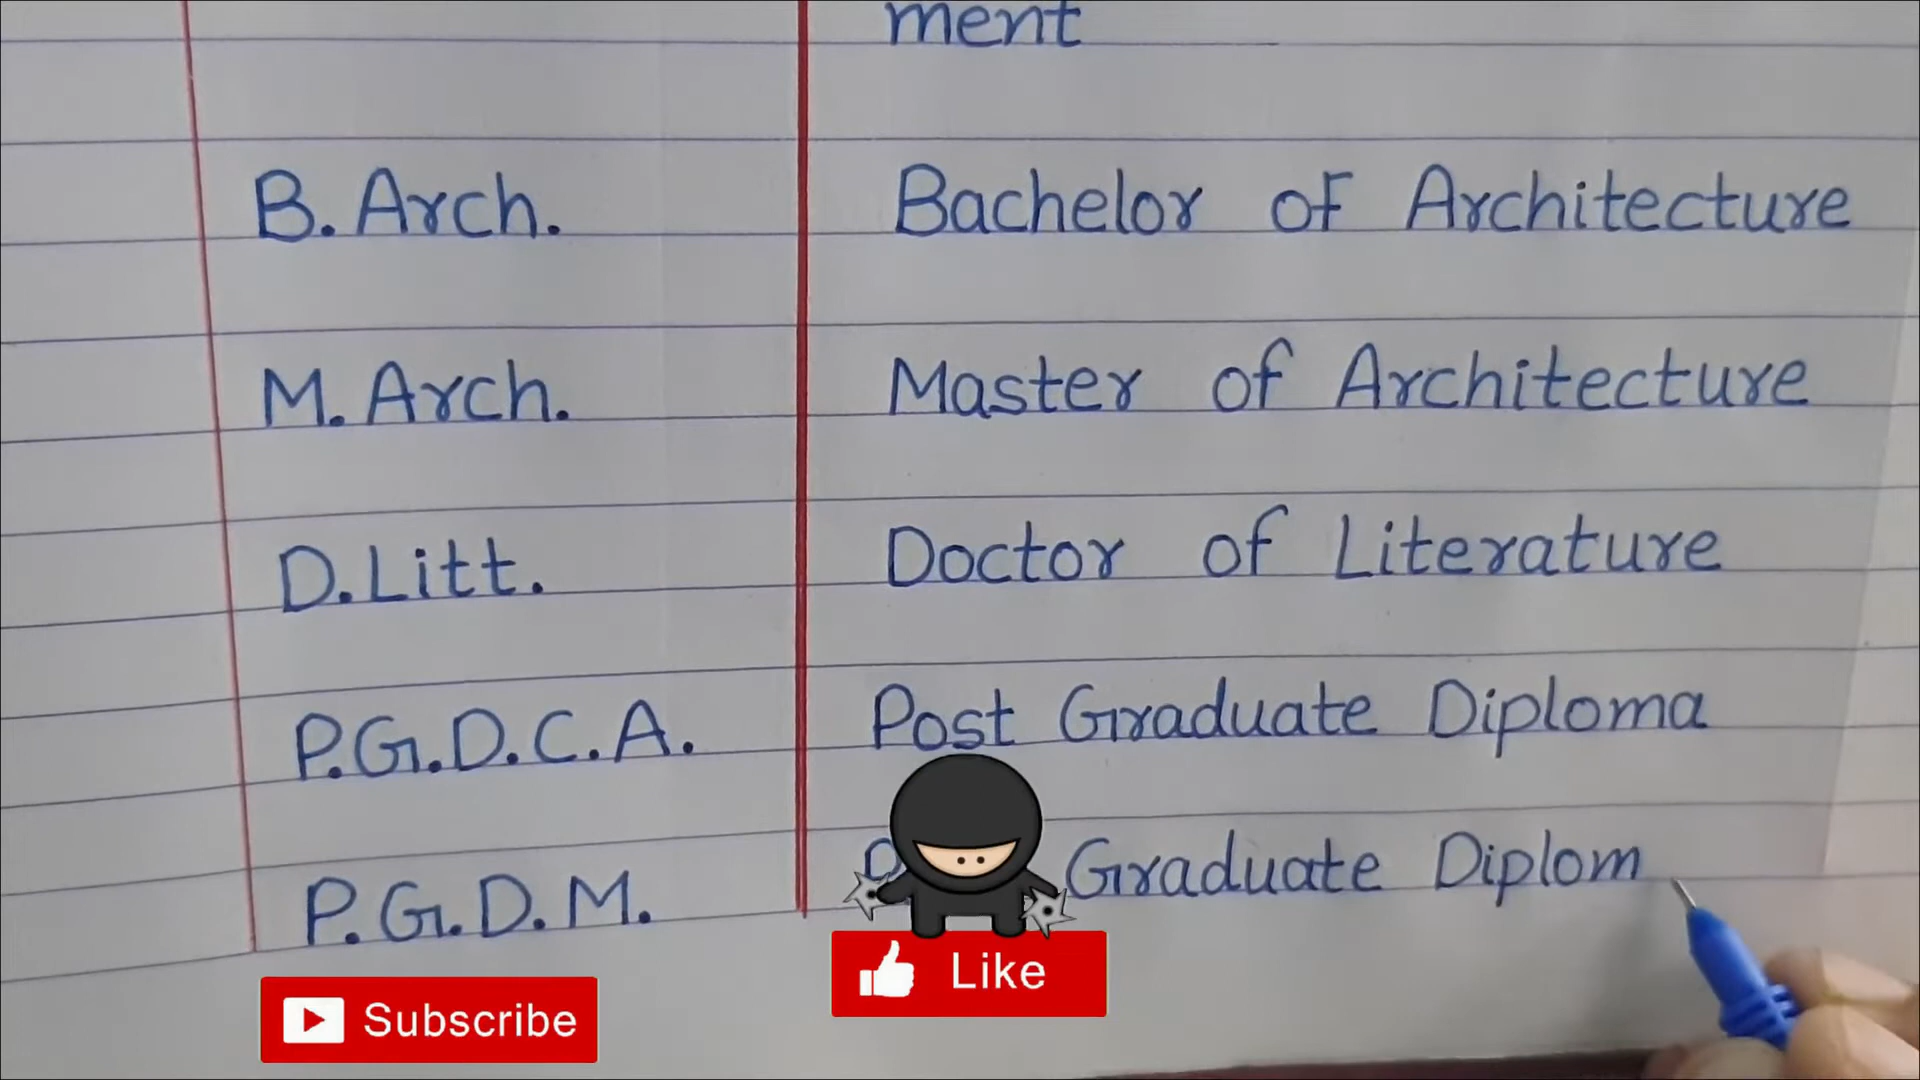 ment
B. Arch. Bachelor of Architecture
M. Arch. Master of Architecture
D. Litt. Doctor of Literature
P.G.D.C.A. Post Graduate Diploma
P.G.D.M. Graduate Diplom
Like
Subscribe